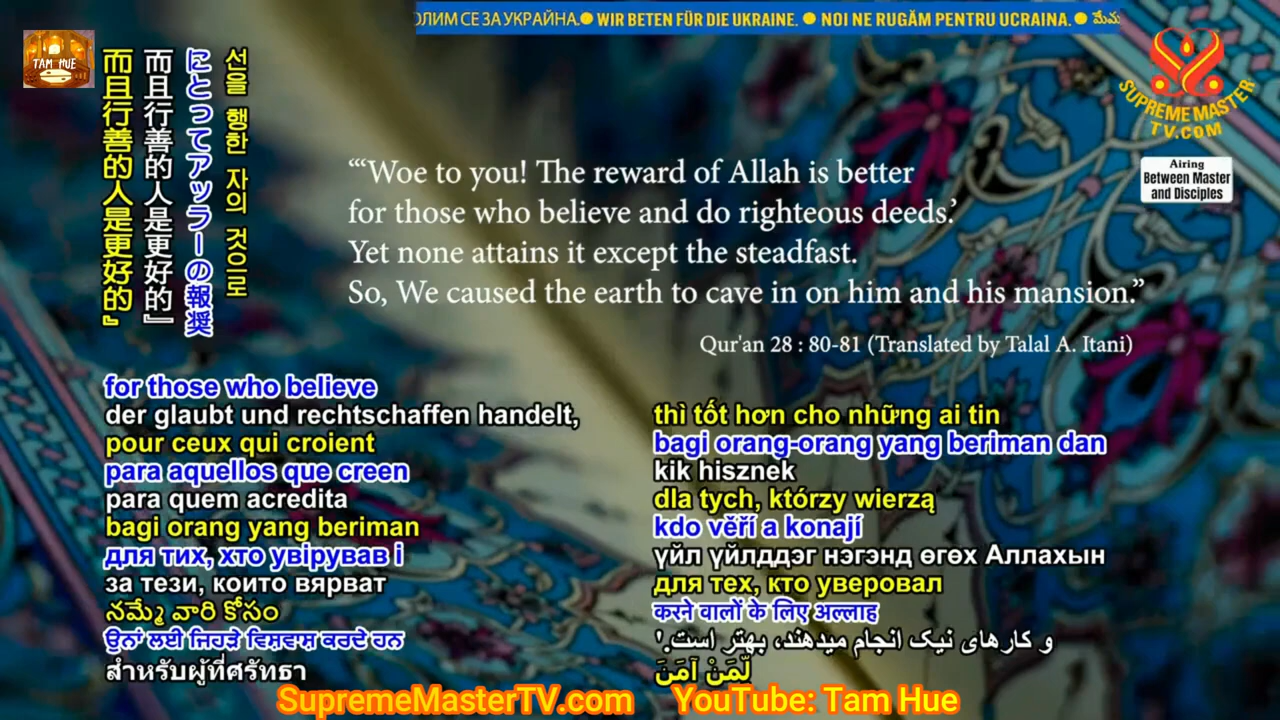 ОЛИМ СЕ ЗА УКРАЙНА.● WIR BETEN FÜR DIE UKRAINE. ● NOI NE RUGĂM PENTRU UCRAINA.●
TAM HUE
SUPREME MASTER
TV.COM
Airing
Between Master
and Disciples
선을 행한 자의 것으로
にとってアッラーの報奨
而且行善的人是更好的』
而且行善的人是更好的』
“‘Woe to you! The reward of Allah is better
for those who believe and do righteous deeds.’
Yet none attains it except the steadfast.
So, We caused the earth to cave in on him and his mansion.”
Qur'an 28 : 80-81 (Translated by Talal A. Itani)
for those who believe
der glaubt und rechtschaffen handelt,
pour ceux qui croient
para aquellos que creen
para quem acredita
bagi orang yang beriman
для тих, хто увірував і
за тези, които вярват
నమ్మే వారి కోసం
ਉਨਾਂ ਲਈ ਜਿਹੜੇ ਵਿਸ਼ਵਾਸ਼ ਕਰਦੇ ਹਨ
สำหรับผู้ที่ศรัทธา
thì tốt hơn cho những ai tin
bagi orang-orang yang beriman dan
kik hisznek
dla tych, którzy wierzą
kdo věří a konají
үйл үйлддэг нэгэнд өгөх Аллахын
для тех, кто уверовал
करने वालों के लिए अल्लाह
و کارهای نیک انجام میدهند، بهتر است.'
لِّمَنْ آمَنَ
SupremeMasterTV.com YouTube: Tam Hue